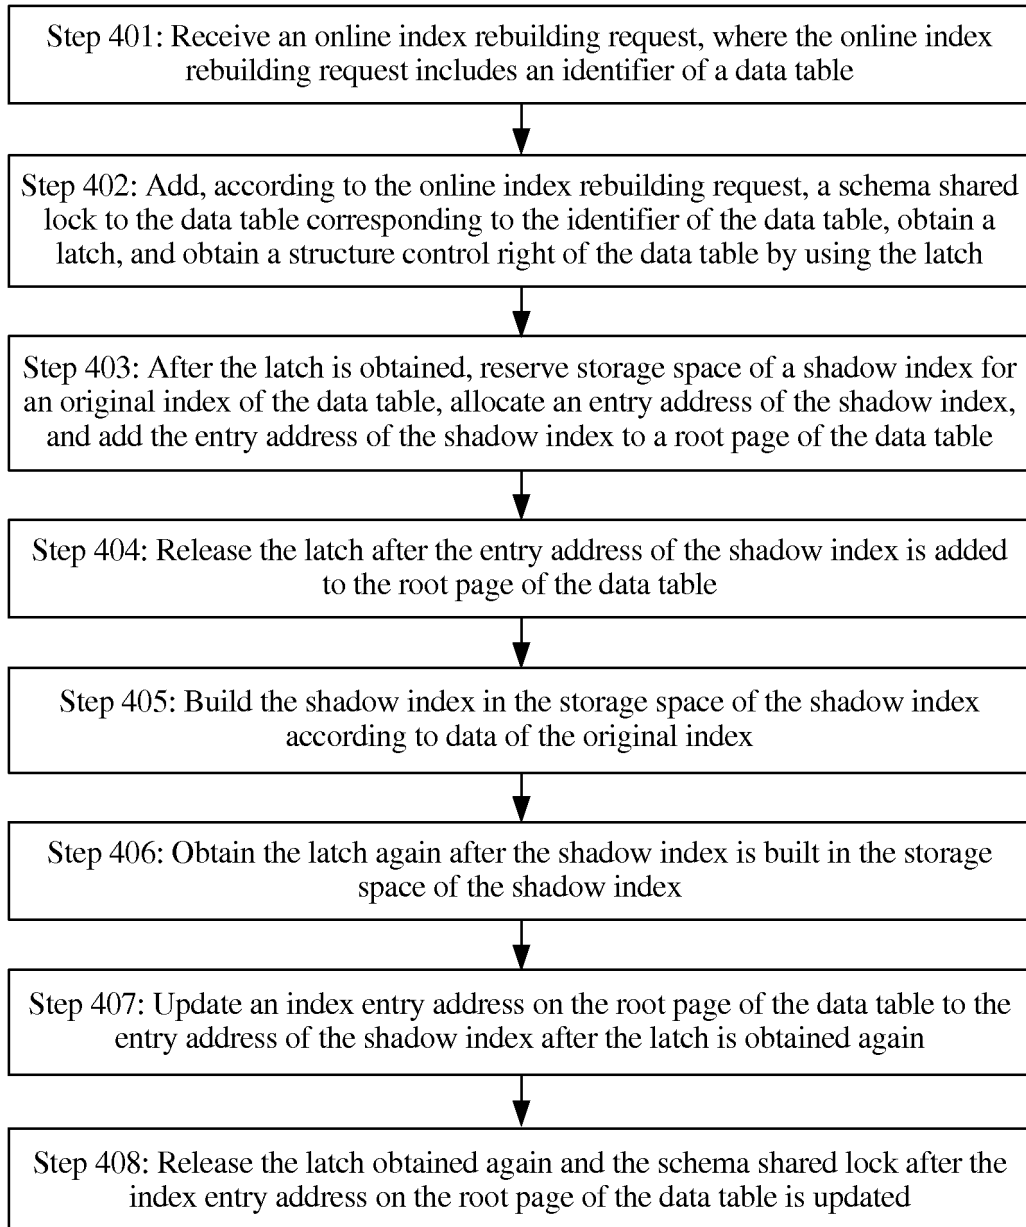 Step 401: Receive an online index rebuilding request, where the online index
rebuilding request includes an identifier of a data table
Step 402: Add, according to the online index rebuilding request, a schema shared
lock to the data table corresponding to the identifier of the data table, obtain a
latch, and obtain a structure control right of the data table by using the latch
Step 403: After the latch is obtained, reserve storage space of a shadow index for
an original index of the data table, allocate an entry address of the shadow index,
and add the entry address of the shadow index to a root page of the data table
Step 404: Release the latch after the entry address of the shadow index is added
to the root page of the data table
Step 405: Build the shadow index in the storage space of the shadow index
according to data of the original index
Step 406: Obtain the latch again after the shadow index is built in the storage
space of the shadow index
Step 407: Update an index entry address on the root page of the data table to the
entry address of the shadow index after the latch is obtained again
Step 408: Release the latch obtained again and the schema shared lock after the
index entry address on the root page of the data table is updated